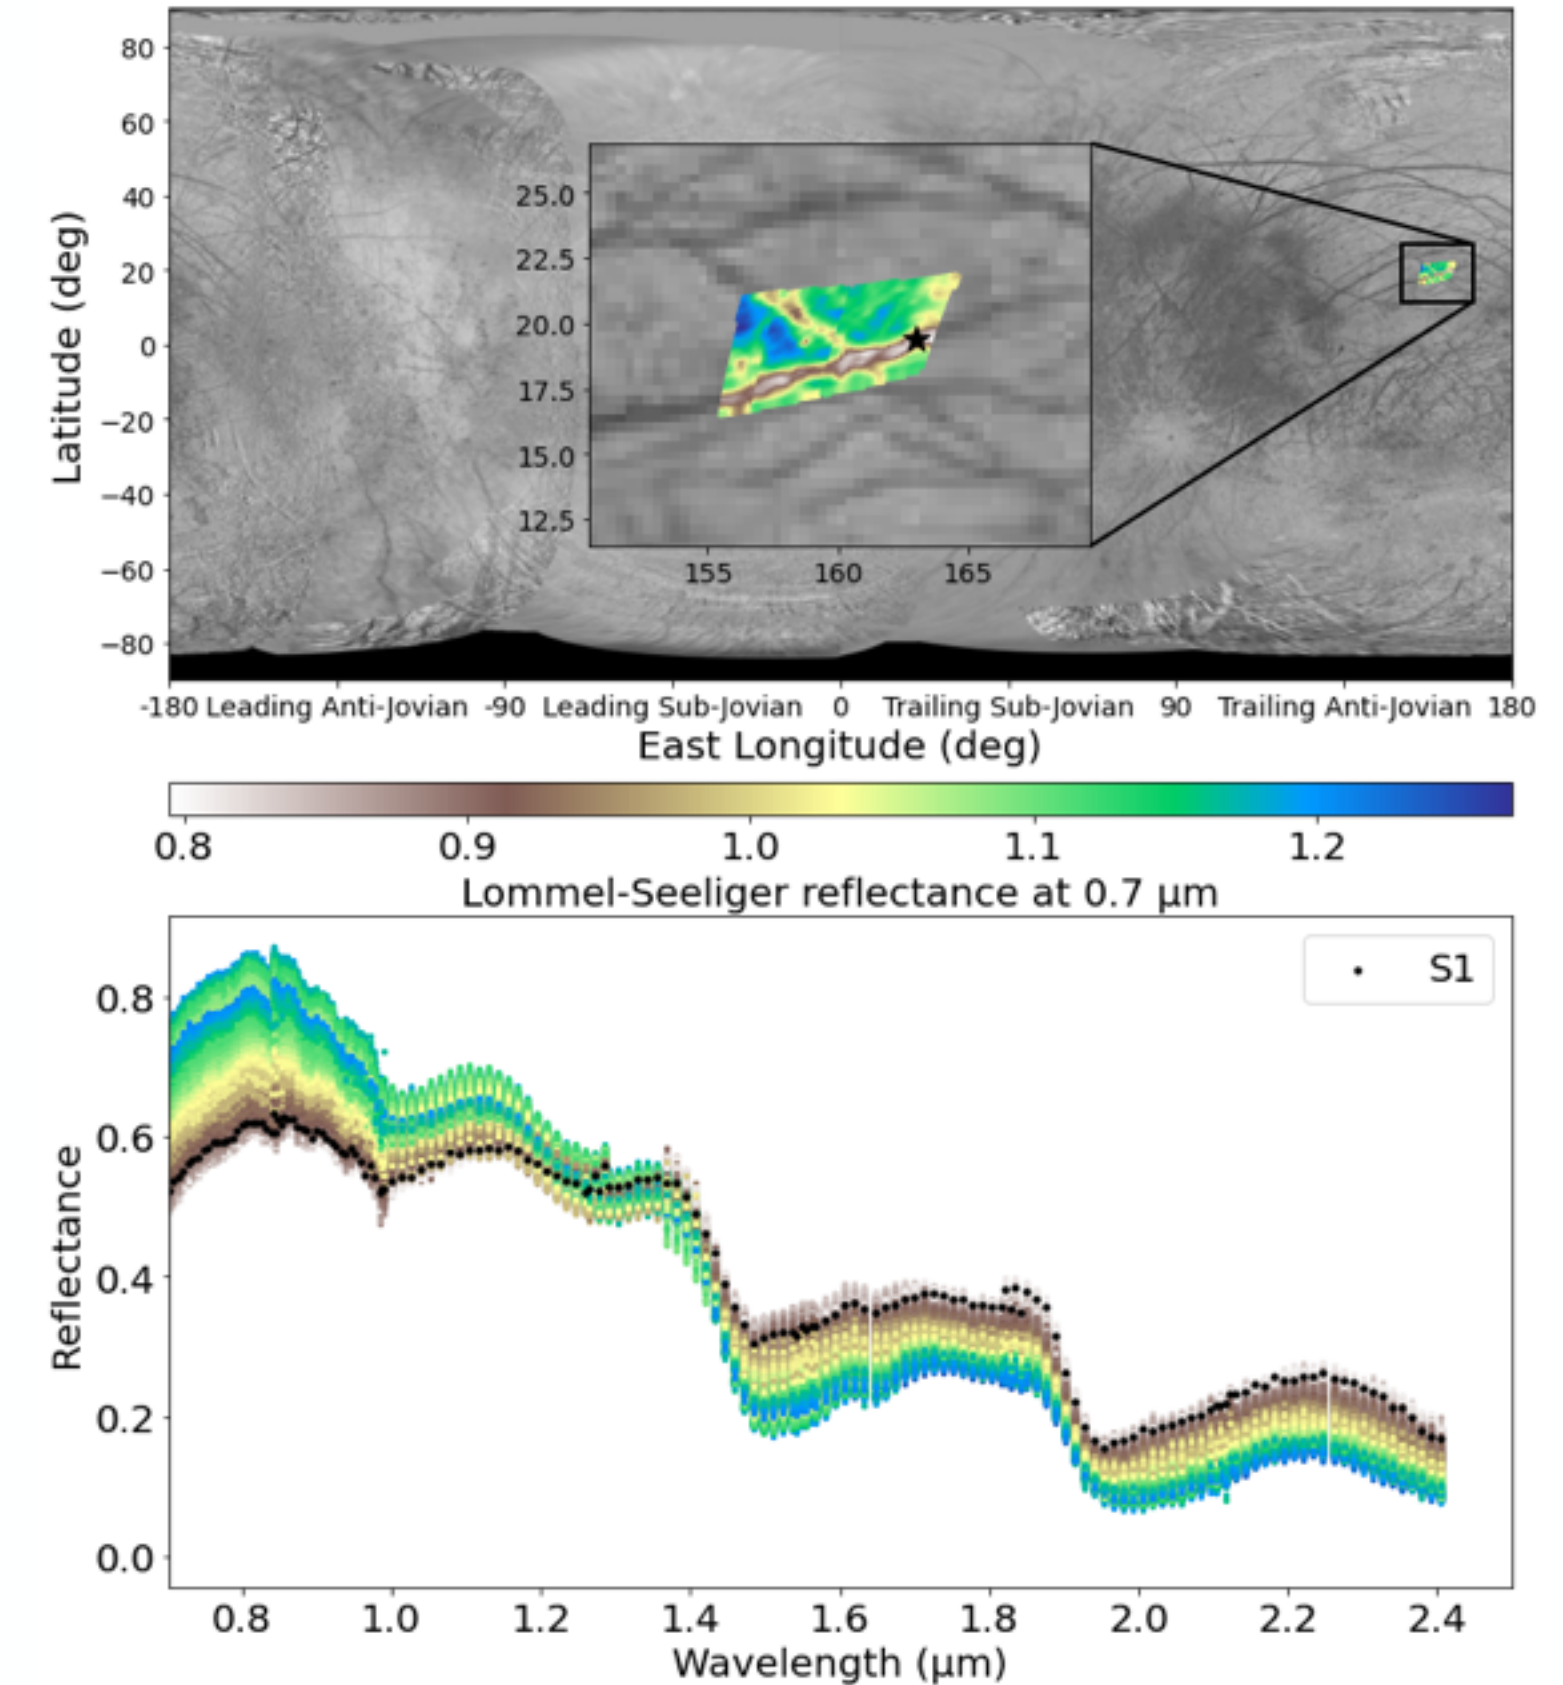 80
60
40
20
0
−20
−40
−60
−80
Latitude (deg)
25.0
22.5
20.0
17.5
15.0
12.5
155 160 165
-180 Leading Anti-Jovian -90 Leading Sub-Jovian 0 Trailing Sub-Jovian 90 Trailing Anti-Jovian 180
East Longitude (deg)
0.8 0.9 1.0 1.1 1.2
Lommel-Seeliger reflectance at 0.7 μm
S1
0.8
0.6
0.4
0.2
0.0
Reflectance
0.8 1.0 1.2 1.4 1.6 1.8 2.0 2.2 2.4
Wavelength (μm)